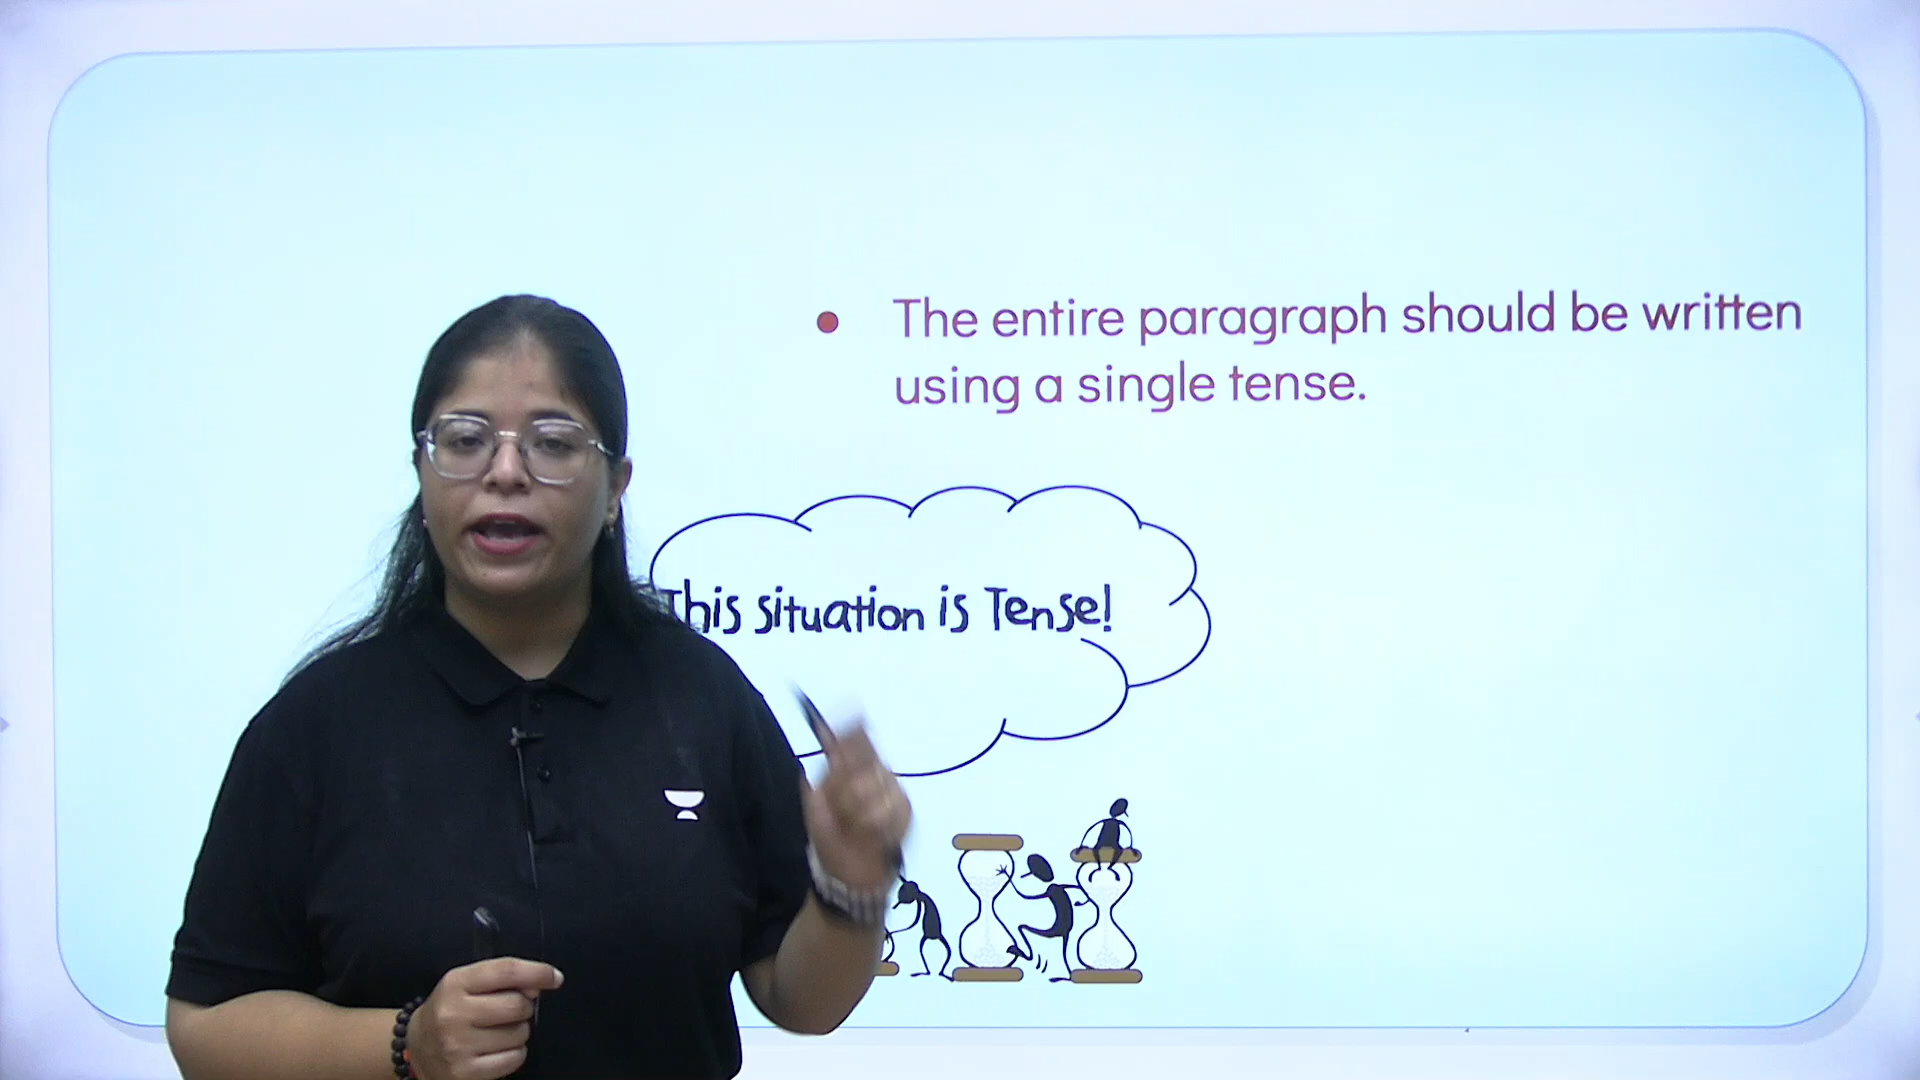 The entire paragraph should be written
using a single tense.
This situation is Tense!